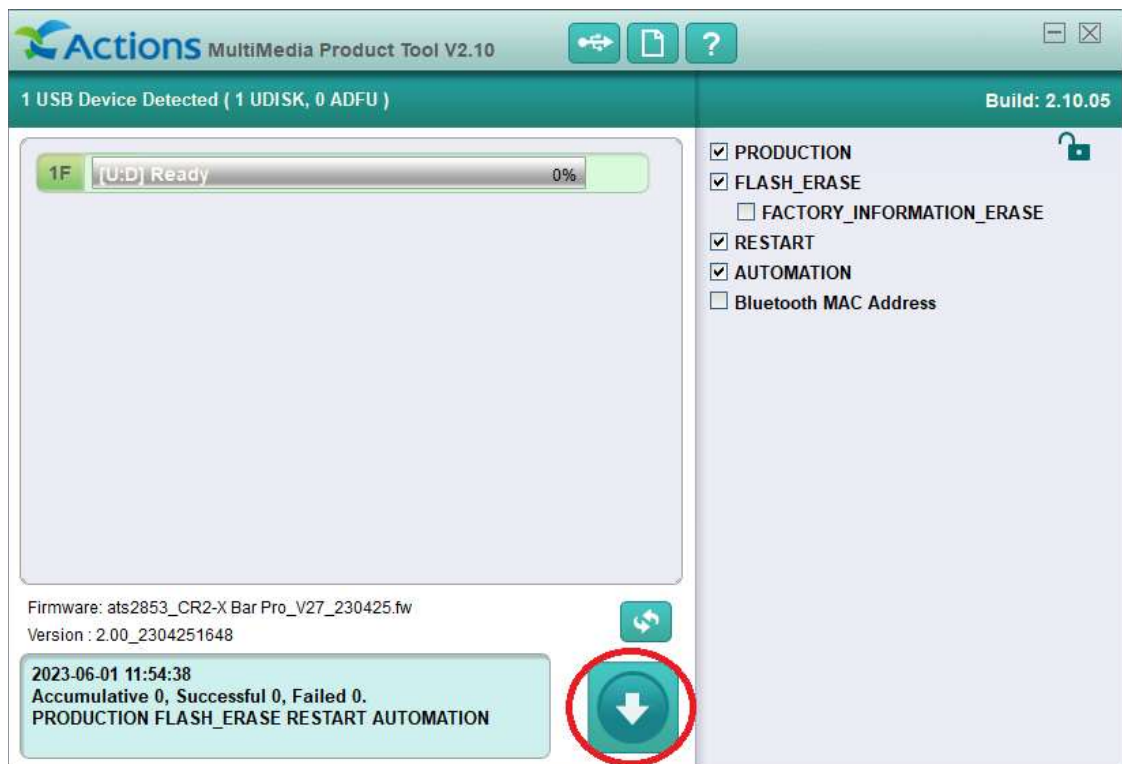 Actions MultiMedia Product Tool V2.10
?
1 USB Device Detected ( 1 UDISK, 0 ADFU )
Build: 2.10.05
1F [U:D] Ready 0%
PRODUCTION
FLASH_ERASE
FACTORY_INFORMATION_ERASE
RESTART
AUTOMATION
Bluetooth MAC Address
Firmware: ats2853_CR2-X Bar Pro_V27_230425.fw
Version : 2.00_2304251648
2023-06-01 11:54:38
Accumulative 0, Successful 0, Failed 0.
PRODUCTION FLASH_ERASE RESTART AUTOMATION